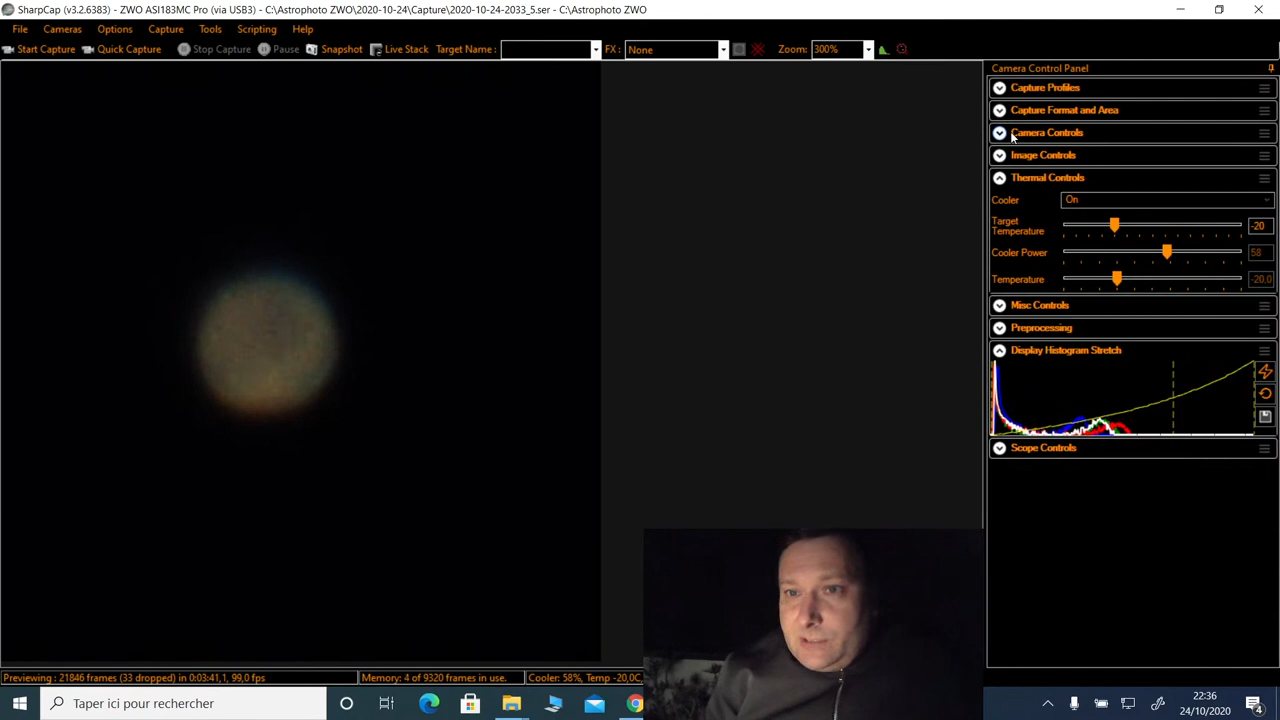 SharpCap (v3.2.6383) - ZWO ASI183MC Pro (via USB3) - C:\Astrophoto ZWO\2020-10-24\Capture\2020-10-24-2033_5.ser - C:\Astrophoto ZWO
File Cameras Options Capture Tools Scripting Help
Start Capture Quick Capture Stop Capture Pause Snapshot Live Stack Target Name : FX : None Zoom: 300%
Camera Control Panel
Capture Profiles
Capture Format and Area
Camera Controls
Image Controls
Thermal Controls
Cooler On
Target Temperature -20
Cooler Power 58
Temperature -20,0
Misc Controls
Preprocessing
Display Histogram Stretch
Scope Controls
Previewing : 21846 frames (33 dropped) in 0:03:41,1, 99,0 fps Memory: 4 of 9320 frames in use. Cooler: 58%, Temp -20,0C,
Taper ici pour rechercher
22:36
24/10/2020
4